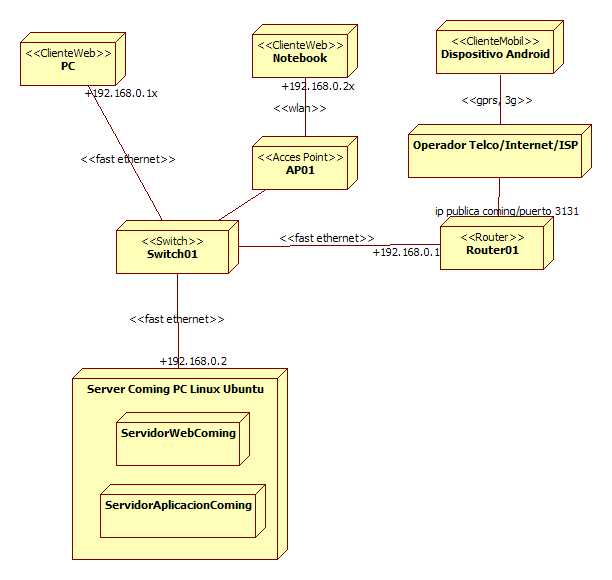 <<ClienteWeb>>
PC
<<ClienteWeb>>
Notebook
<<ClienteMobil>>
Dispositivo Android
+192.168.0.1x
+192.168.0.2x
<<gprs, 3g>>
<<wlan>>
<<fast ethernet>>
<<Acces Point>>
AP01
Operador Telco/Internet/ISP
ip publica coming/puerto 3131
<<Switch>>
Switch01
<<fast ethernet>>
+192.168.0.1
<<Router>>
Router01
<<fast ethernet>>
+192.168.0.2
Server Coming PC Linux Ubuntu
ServidorWebComing
ServidorAplicacionComing